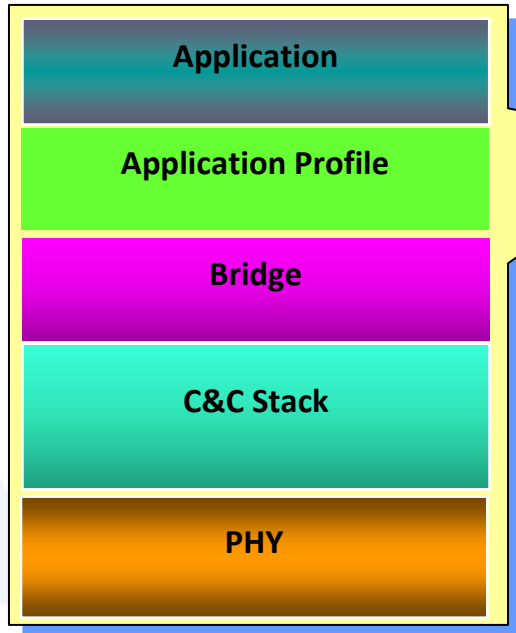 Application
Application Profile
Bridge
C&C Stack
PHY